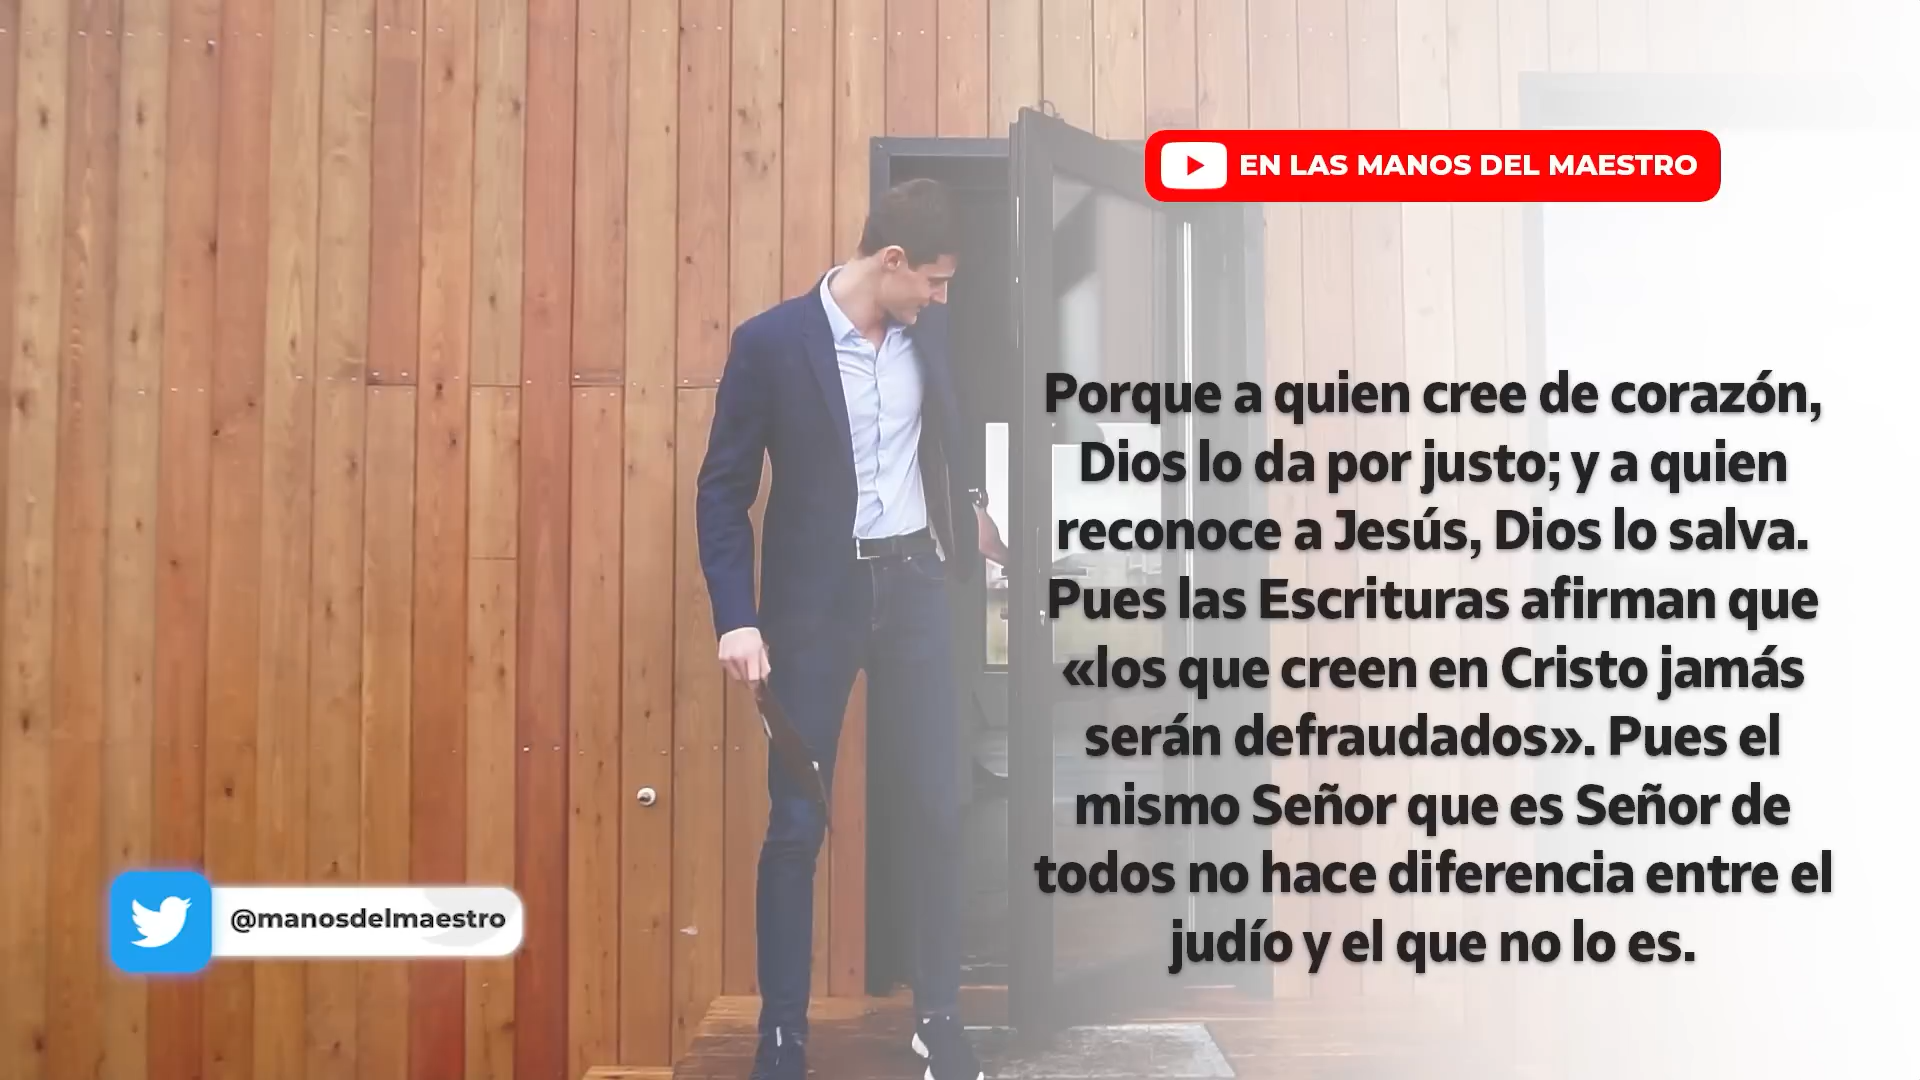 EN LAS MANOS DEL MAESTRO
Porque a quien cree de corazón,
Dios lo da por justo; y a quien
reconoce a Jesús, Dios lo salva.
Pues las Escrituras afirman que
«los que creen en Cristo jamás
serán defraudados». Pues el
mismo Señor que es Señor de
todos no hace diferencia entre el
judío y el que no lo es.
@manosdelmaestro